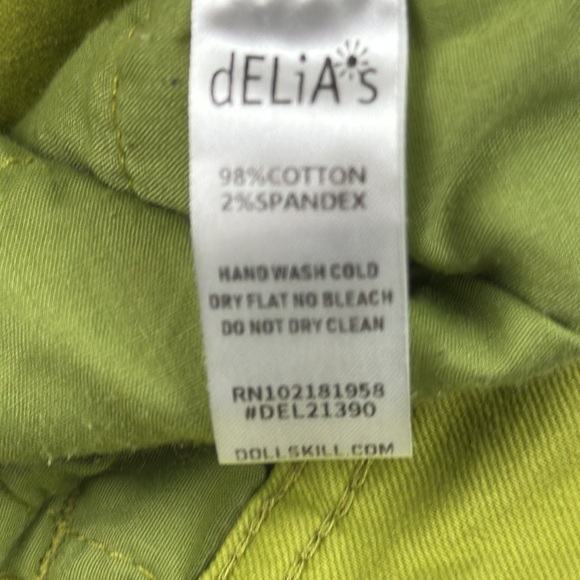 dELiA*s
98%COTTON
2%SPANDEX
HAND WASH COLD
DRY FLAT NO BLEACH
DO NOT DRY CLEAN
RN102181958
#DEL21390
DOLLSKILL.COM